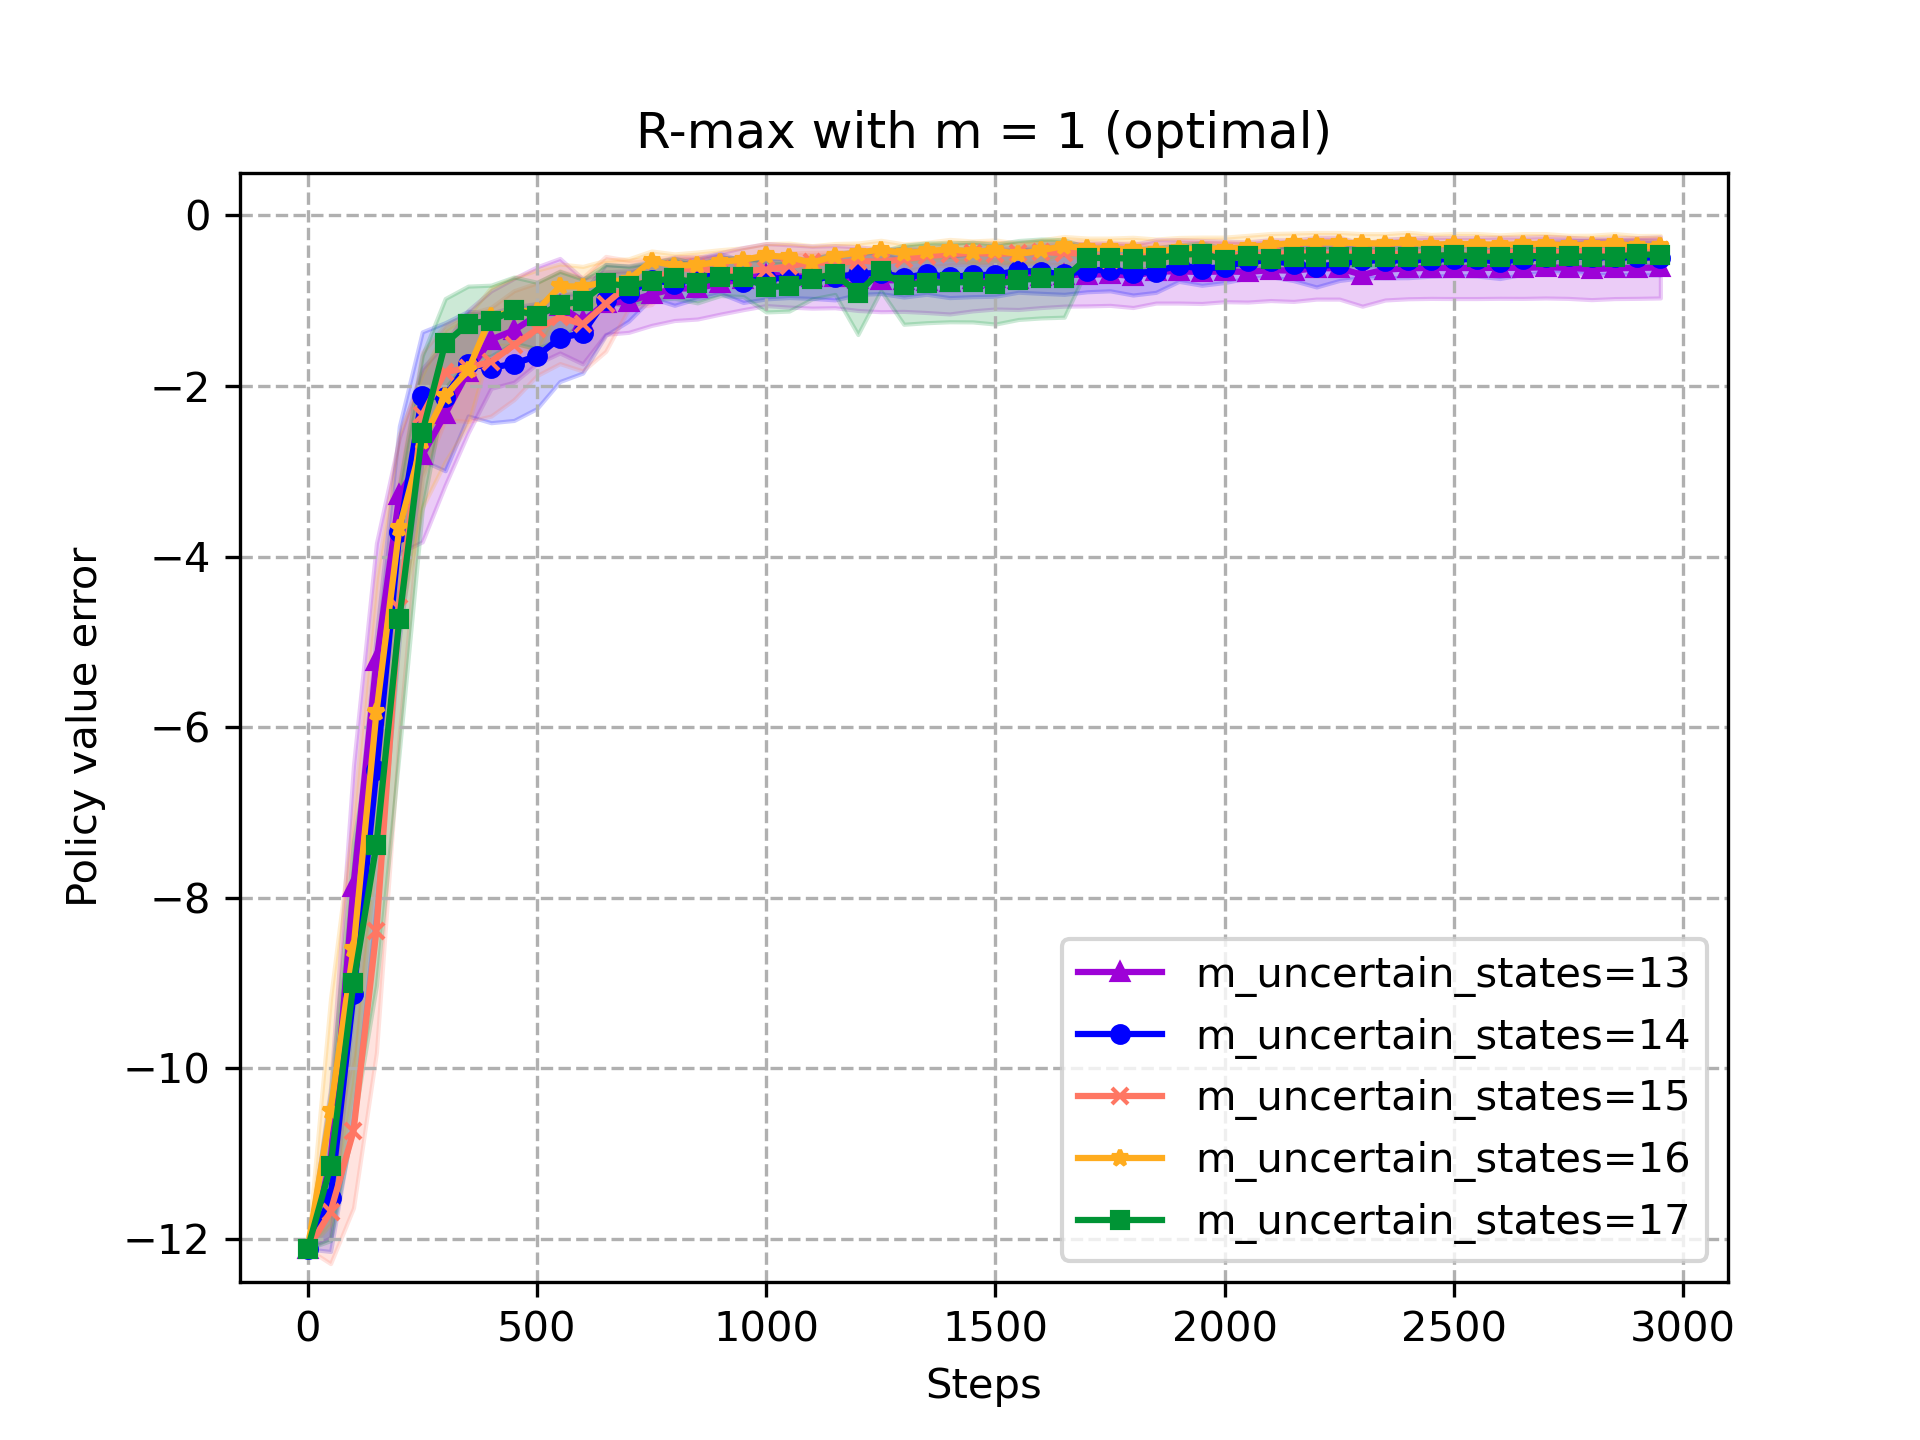 R-max with m = 1 (optimal)
Policy value error
0
−2
−4
−6
−8
−10
−12
m_uncertain_states=13
m_uncertain_states=14
m_uncertain_states=15
m_uncertain_states=16
m_uncertain_states=17
0 500 1000 1500 2000 2500 3000
Steps